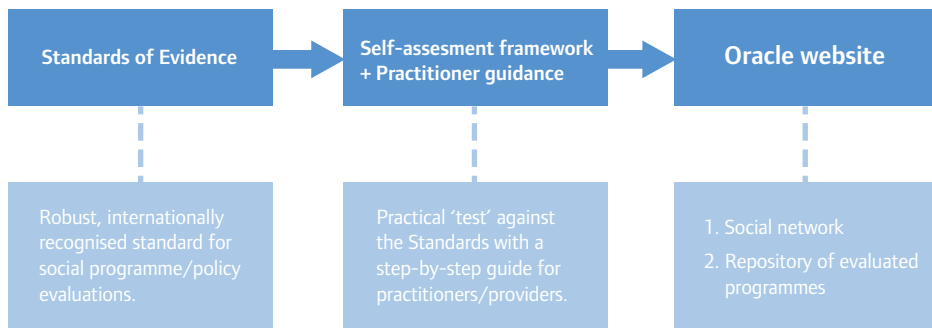 Standards of Evidence
Self-assesment framework
+ Practitioner guidance
Oracle website
Robust, internationally
recognised standard for
social programme/policy
evaluations.
Practical ‘test’ against
the Standards with a
step-by-step guide for
practitioners/providers.
1. Social network
2. Repository of evaluated
programmes